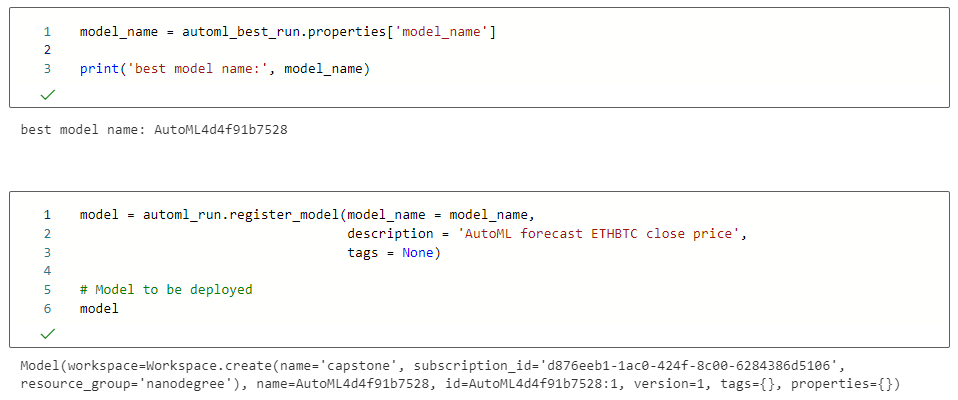 1 model_name = automl_best_run.properties['model_name']
2
3 print('best model name:', model_name)
best model name: AutoML4d4f91b7528
1 model = automl_run.register_model(model_name = model_name,
2 description = 'AutoML forecast ETHBTC close price',
3 tags = None)
4
5 # Model to be deployed
6 model
Model(workspace=Workspace.create(name='capstone', subscription_id='d876eeb1-1ac0-424f-8c00-6284386d5106',
resource_group='nanodegree'), name=AutoML4d4f91b7528, id=AutoML4d4f91b7528:1, version=1, tags={}, properties={})